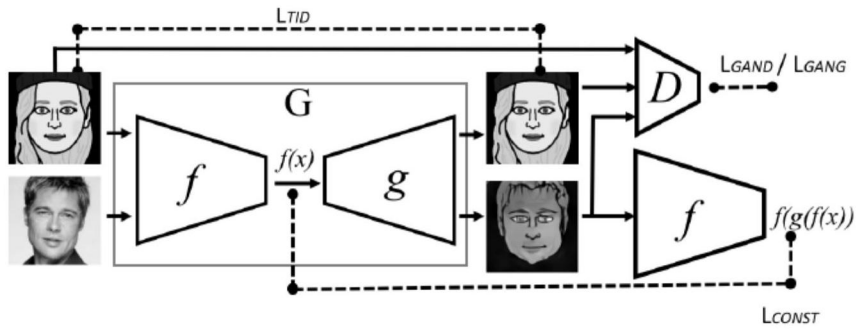 LTID
LGAND / LGANG
G
D
f
f(x)
g
f
f(g(f(x))
LCONST